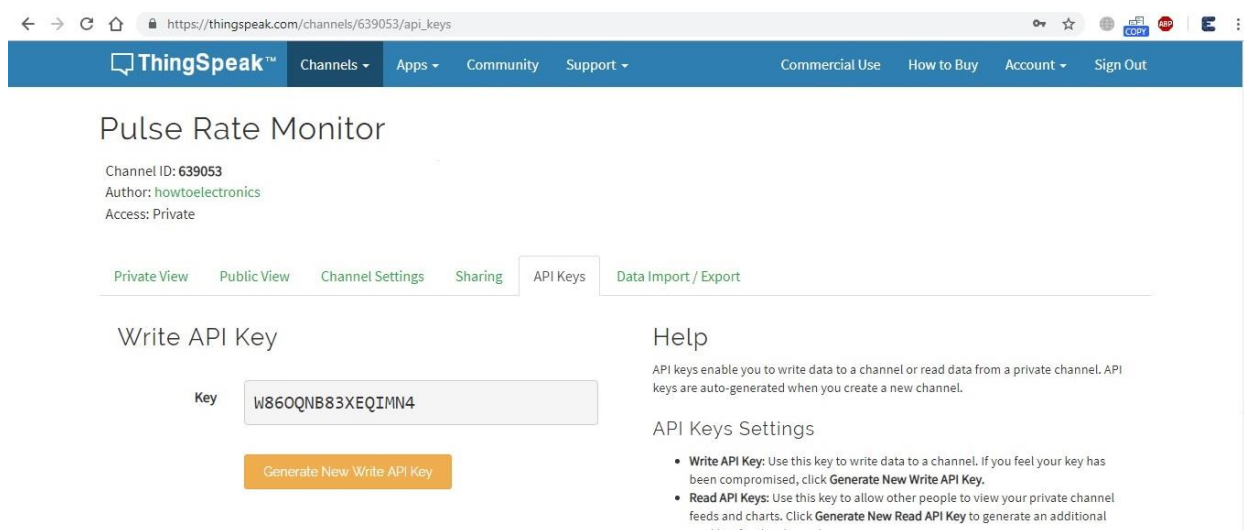 https://thingspeak.com/channels/639053/api_keys
COPY
ABP
E
ThingSpeak™ Channels Apps Community Support Commercial Use How to Buy Account Sign Out
Pulse Rate Monitor
Channel ID: 639053
Author: howtoelectronics
Access: Private
Private View Public View Channel Settings Sharing API Keys Data Import / Export
Write API Key
Key W86OQNB83XEQIMN4
Generate New Write API Key
Help
API keys enable you to write data to a channel or read data from a private channel. API
keys are auto-generated when you create a new channel.
API Keys Settings
• Write API Key: Use this key to write data to a channel. If you feel your key has
been compromised, click Generate New Write API Key.
• Read API Keys: Use this key to allow other people to view your private channel
feeds and charts. Click Generate New Read API Key to generate an additional